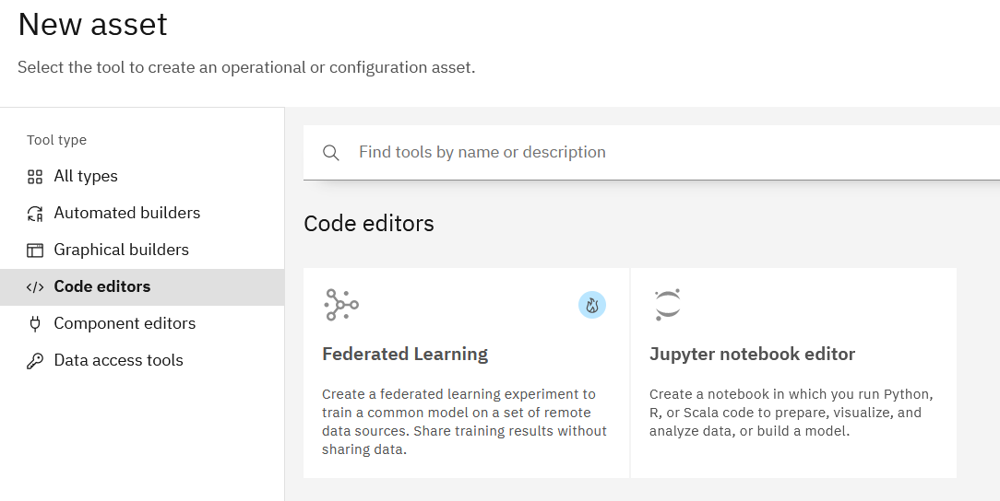 New asset
Select the tool to create an operational or configuration asset.
Tool type
All types
Automated builders
Graphical builders
Code editors
Component editors
Data access tools
Find tools by name or description
Code editors
Federated Learning
Create a federated learning experiment to
train a common model on a set of remote
data sources. Share training results without
sharing data.
Jupyter notebook editor
Create a notebook in which you run Python,
R, or Scala code to prepare, visualize, and
analyze data, or build a model.